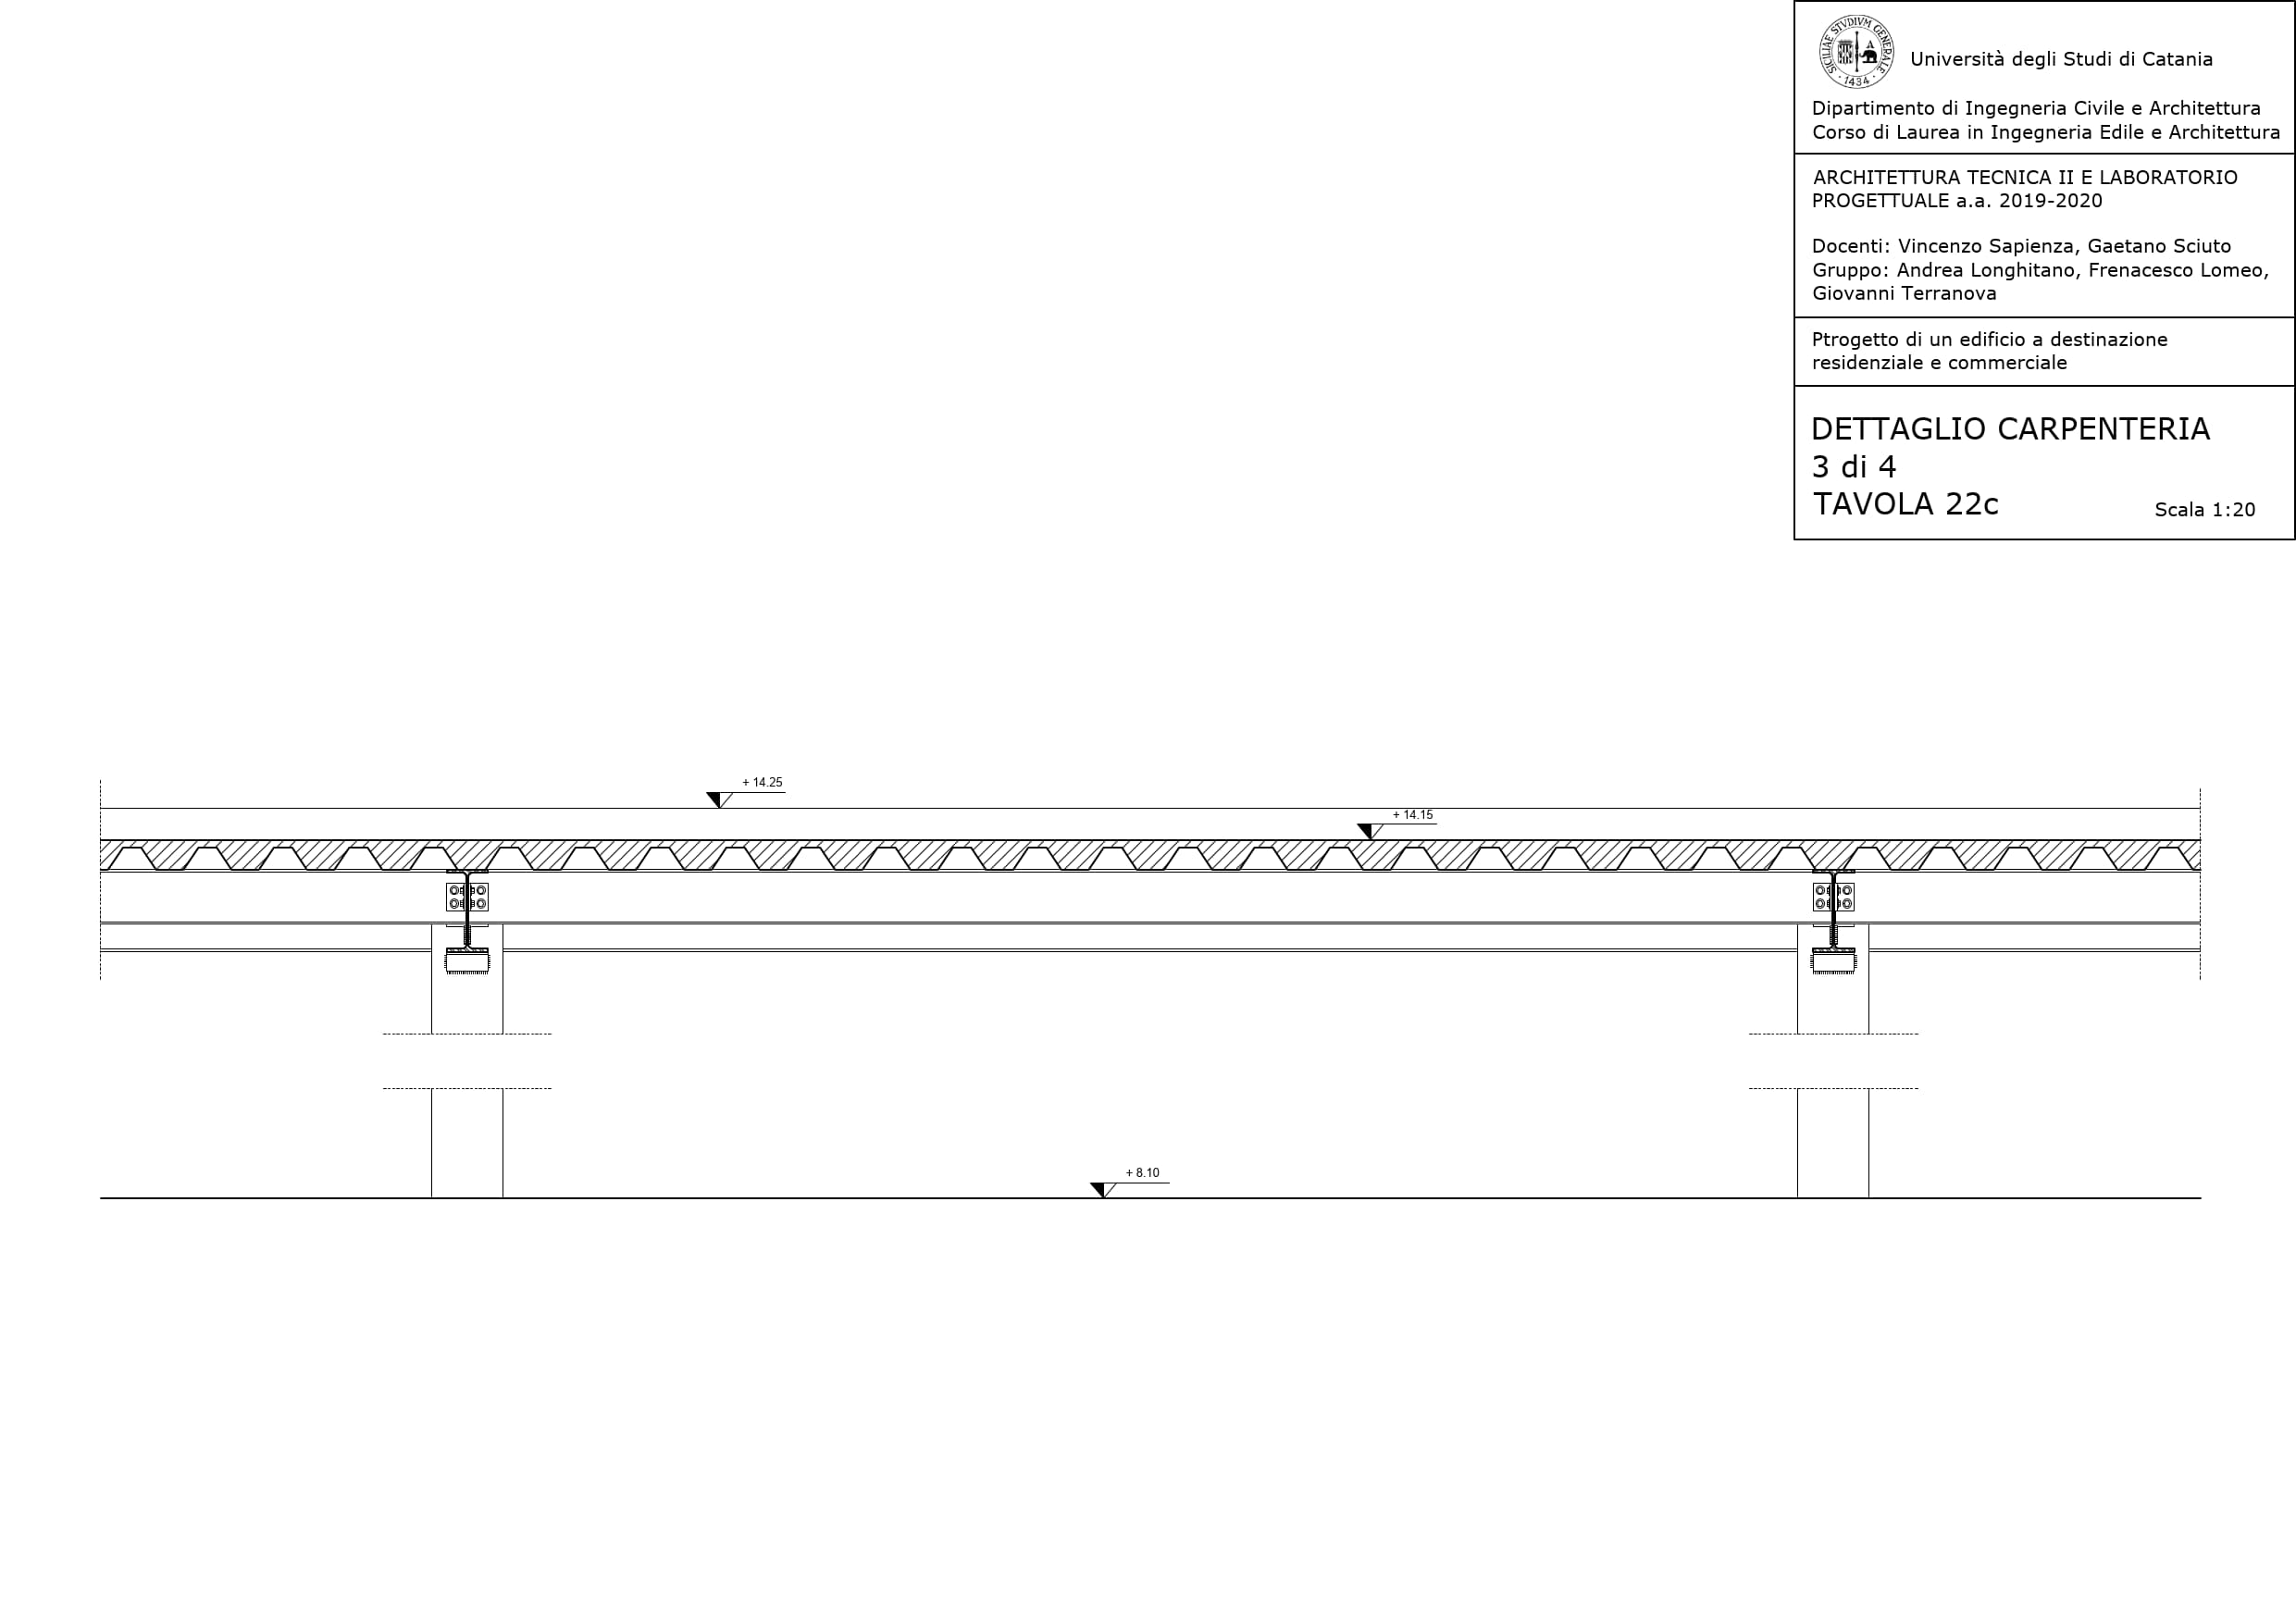 SICILIAE STVDIVM GENERALE
· 1434 ·
Università degli Studi di Catania
Dipartimento di Ingegneria Civile e Architettura
Corso di Laurea in Ingegneria Edile e Architettura
ARCHITETTURA TECNICA II E LABORATORIO
PROGETTUALE a.a. 2019-2020
Docenti: Vincenzo Sapienza, Gaetano Sciuto
Gruppo: Andrea Longhitano, Frenacesco Lomeo,
Giovanni Terranova
Ptrogetto di un edificio a destinazione
residenziale e commerciale
DETTAGLIO CARPENTERIA
3 di 4
TAVOLA 22c
Scala 1:20
+ 14.25
+ 14.15
+ 8.10